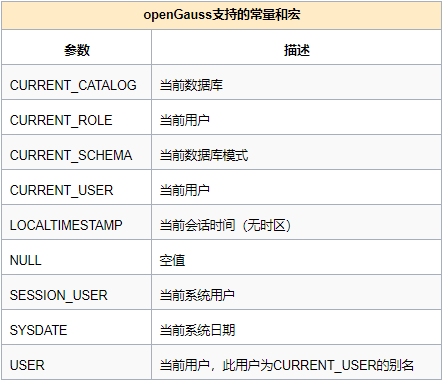 openGauss支持的常量和宏
参数 描述
CURRENT_CATALOG 当前数据库
CURRENT_ROLE 当前用户
CURRENT_SCHEMA 当前数据库模式
CURRENT_USER 当前用户
LOCALTIMESTAMP 当前会话时间（无时区）
NULL 空值
SESSION_USER 当前系统用户
SYSDATE 当前系统日期
USER 当前用户，此用户为CURRENT_USER的别名